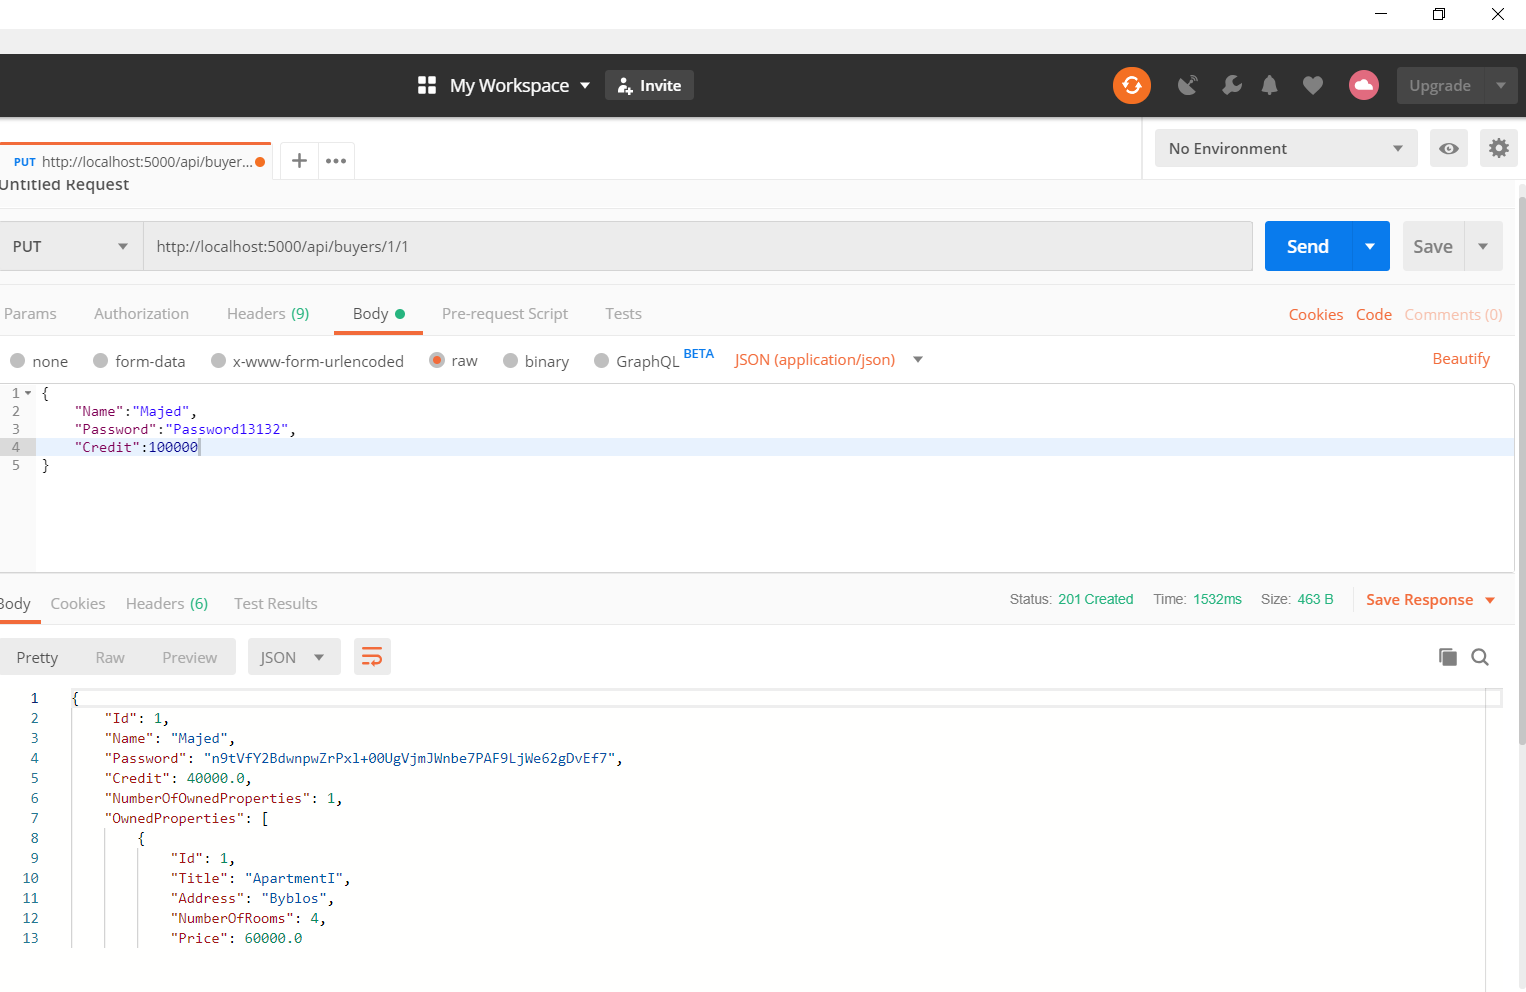 My Workspace
Invite
Upgrade
PUT http://localhost:5000/api/buyer...
No Environment
Untitled Request
PUT
http://localhost:5000/api/buyers/1/1
Send
Save
Params Authorization Headers (9) Body Pre-request Script Tests
Cookies Code Comments (0)
none form-data x-www-form-urlencoded raw binary GraphQL BETA JSON (application/json)
Beautify
1 {
2 "Name":"Majed",
3 "Password":"Password13132",
4 "Credit":100000
5 }
Body Cookies Headers (6) Test Results
Status: 201 Created Time: 1532ms Size: 463 B Save Response
Pretty Raw Preview JSON
1 {
2 "Id": 1,
3 "Name": "Majed",
4 "Password": "n9tVfY2BdwnpwZrPxl+00UgVjmJWnbe7PAF9LjWe62gDvEf7",
5 "Credit": 40000.0,
6 "NumberOfOwnedProperties": 1,
7 "OwnedProperties": [
8 {
9 "Id": 1,
10 "Title": "ApartmentI",
11 "Address": "Byblos",
12 "NumberOfRooms": 4,
13 "Price": 60000.0